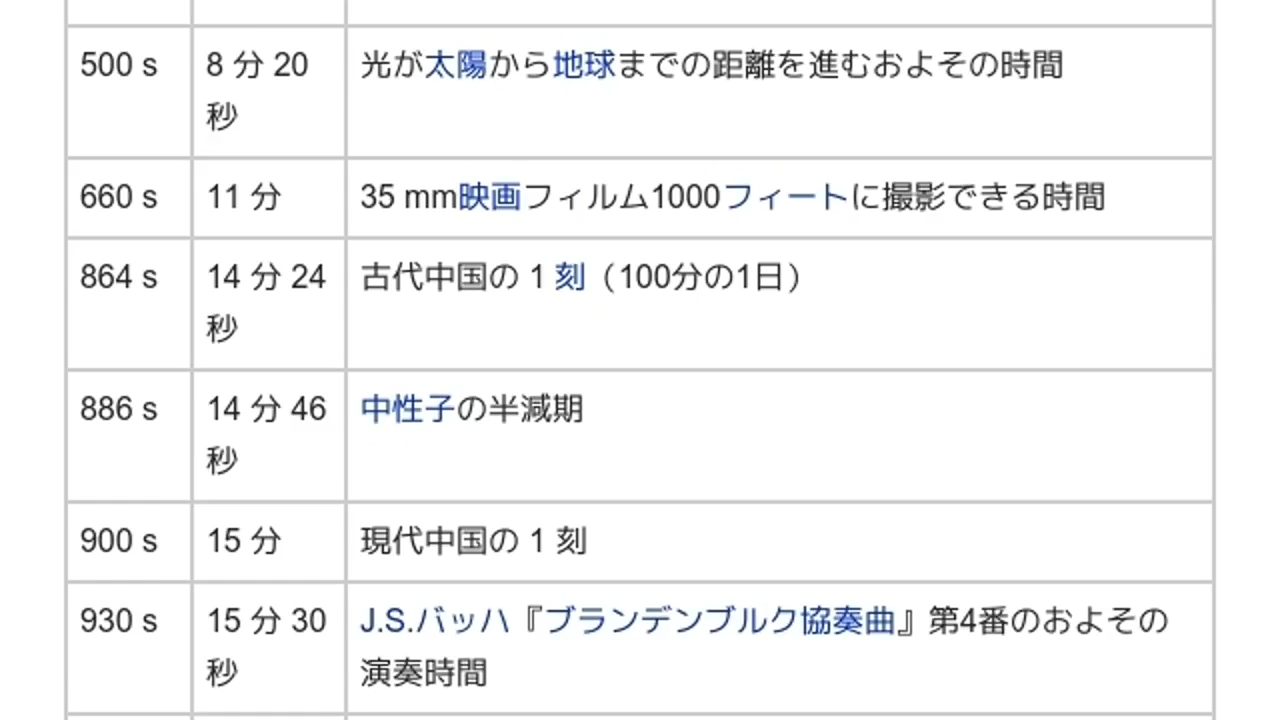 500 s 8 分 20 秒 光が太陽から地球までの距離を進むおよその時間
660 s 11 分 35 mm映画フィルム1000フィートに撮影できる時間
864 s 14 分 24 秒 古代中国の 1 刻（100分の1日）
886 s 14 分 46 秒 中性子の半減期
900 s 15 分 現代中国の 1 刻
930 s 15 分 30 秒 J.S.バッハ『ブランデンブルク協奏曲』第4番のおよその
演奏時間